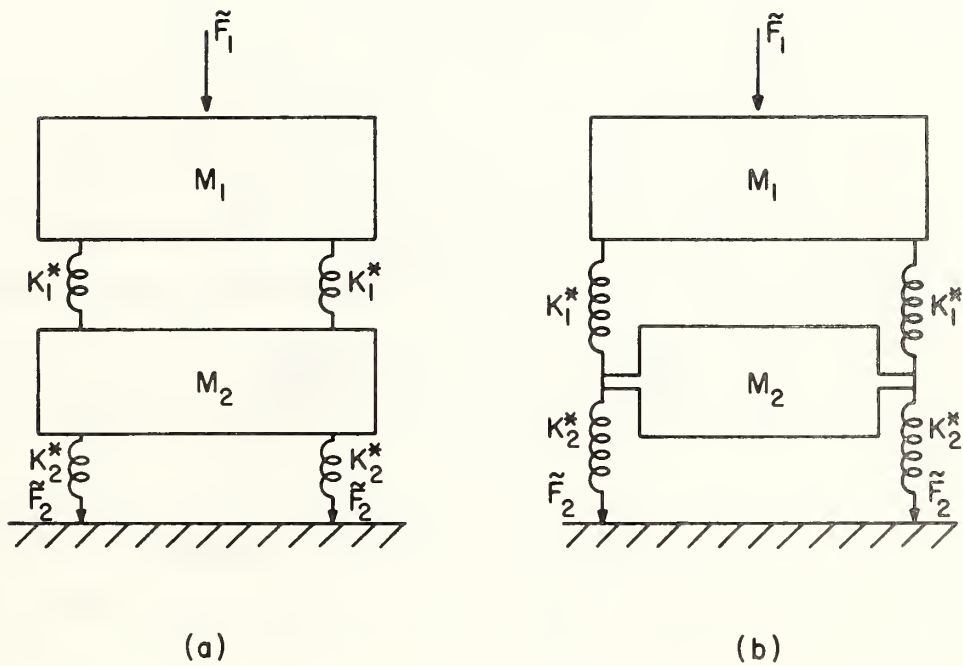 F̃₁
M₁
K₁* K₁*
M₂
K₂* K₂*
F̃₂ F̃₂
(a)
F̃₁
M₁
K₁* K₁*
M₂
K₂* K₂*
F̃₂ F̃₂
(b)